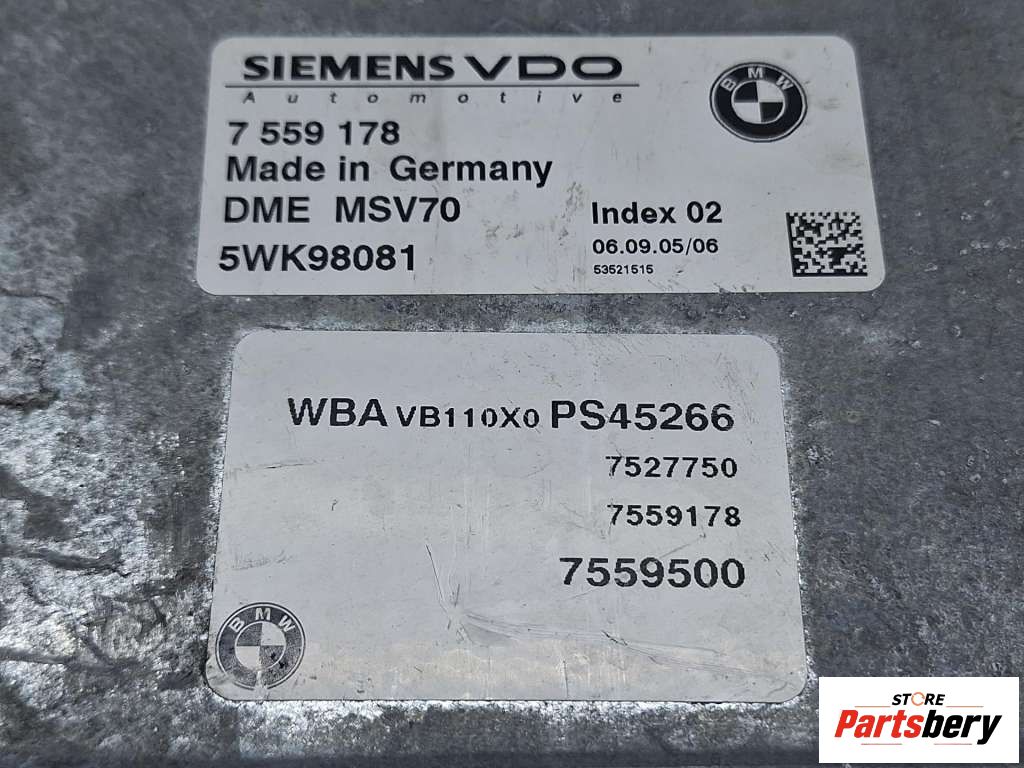 SIEMENS VDO
Automotive
BMW
7 559 178
Made in Germany
DME MSV70
Index 02
5WK98081
06.09.05/06
53521515
WBA VB110X0 PS45266
7527750
7559178
7559500
BMW
STORE
Partsbery